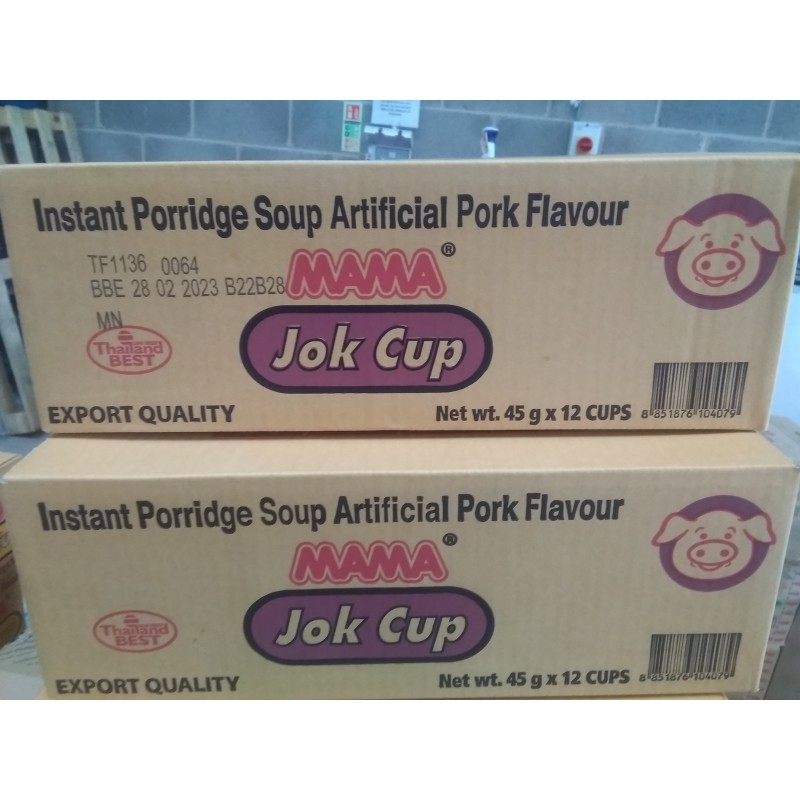 Instant Porridge Soup Artificial Pork Flavour
TF1136 0064
BBE 28 02 2023 B22B28
MN
MAMA®
Thailand
BEST
Jok Cup
EXPORT QUALITY
Net wt. 45 g x 12 CUPS
8 851876 104079
Instant Porridge Soup Artificial Pork Flavour
MAMA®
Thailand
BEST
Jok Cup
EXPORT QUALITY
Net wt. 45 g x 12 CUPS
8 851876 104079